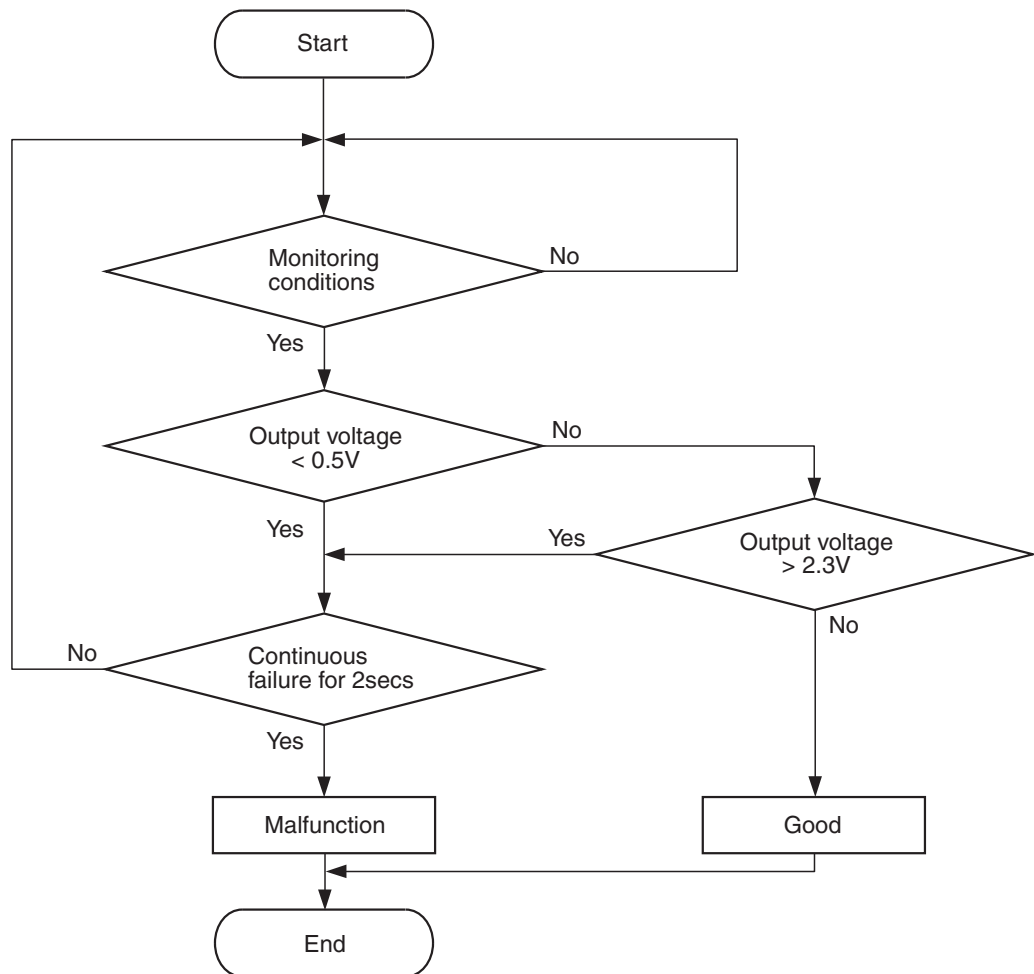 Start
Monitoring
conditions
No
Yes
Output voltage
< 0.5V
No
Yes
Output voltage
> 2.3V
Yes
No
Continuous
failure for 2secs
No
Yes
Malfunction
Good
End